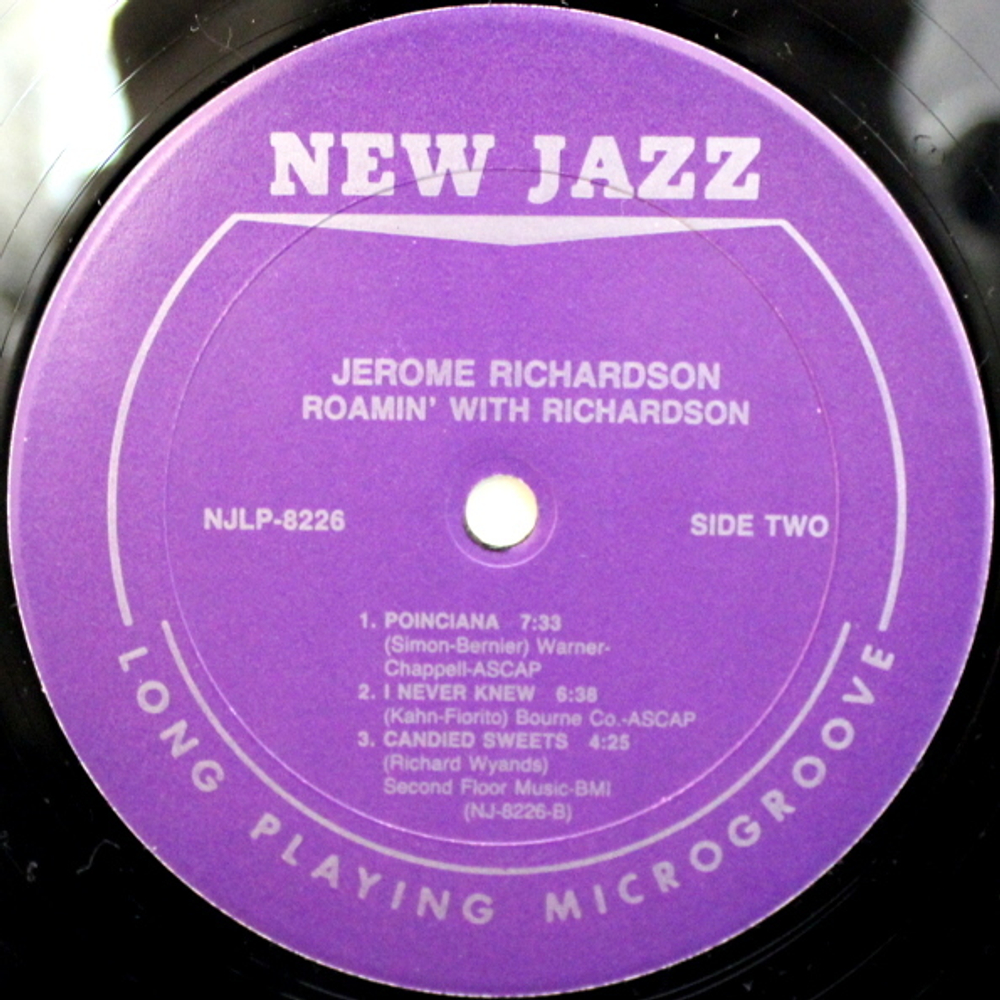 NEW JAZZ
JEROME RICHARDSON
ROAMIN' WITH RICHARDSON
NJLP-8226
SIDE TWO
1. POINCIANA 7:33
(Simon-Bernier) Warner-
Chappell-ASCAP
2. I NEVER KNEW 6:38
(Kahn-Fiorito) Bourne Co.-ASCAP
3. CANDIED SWEETS 4:25
(Richard Wyands)
Second Floor Music-BMI
(NJ-8226-B)
LONG PLAYING MICROGROOVE